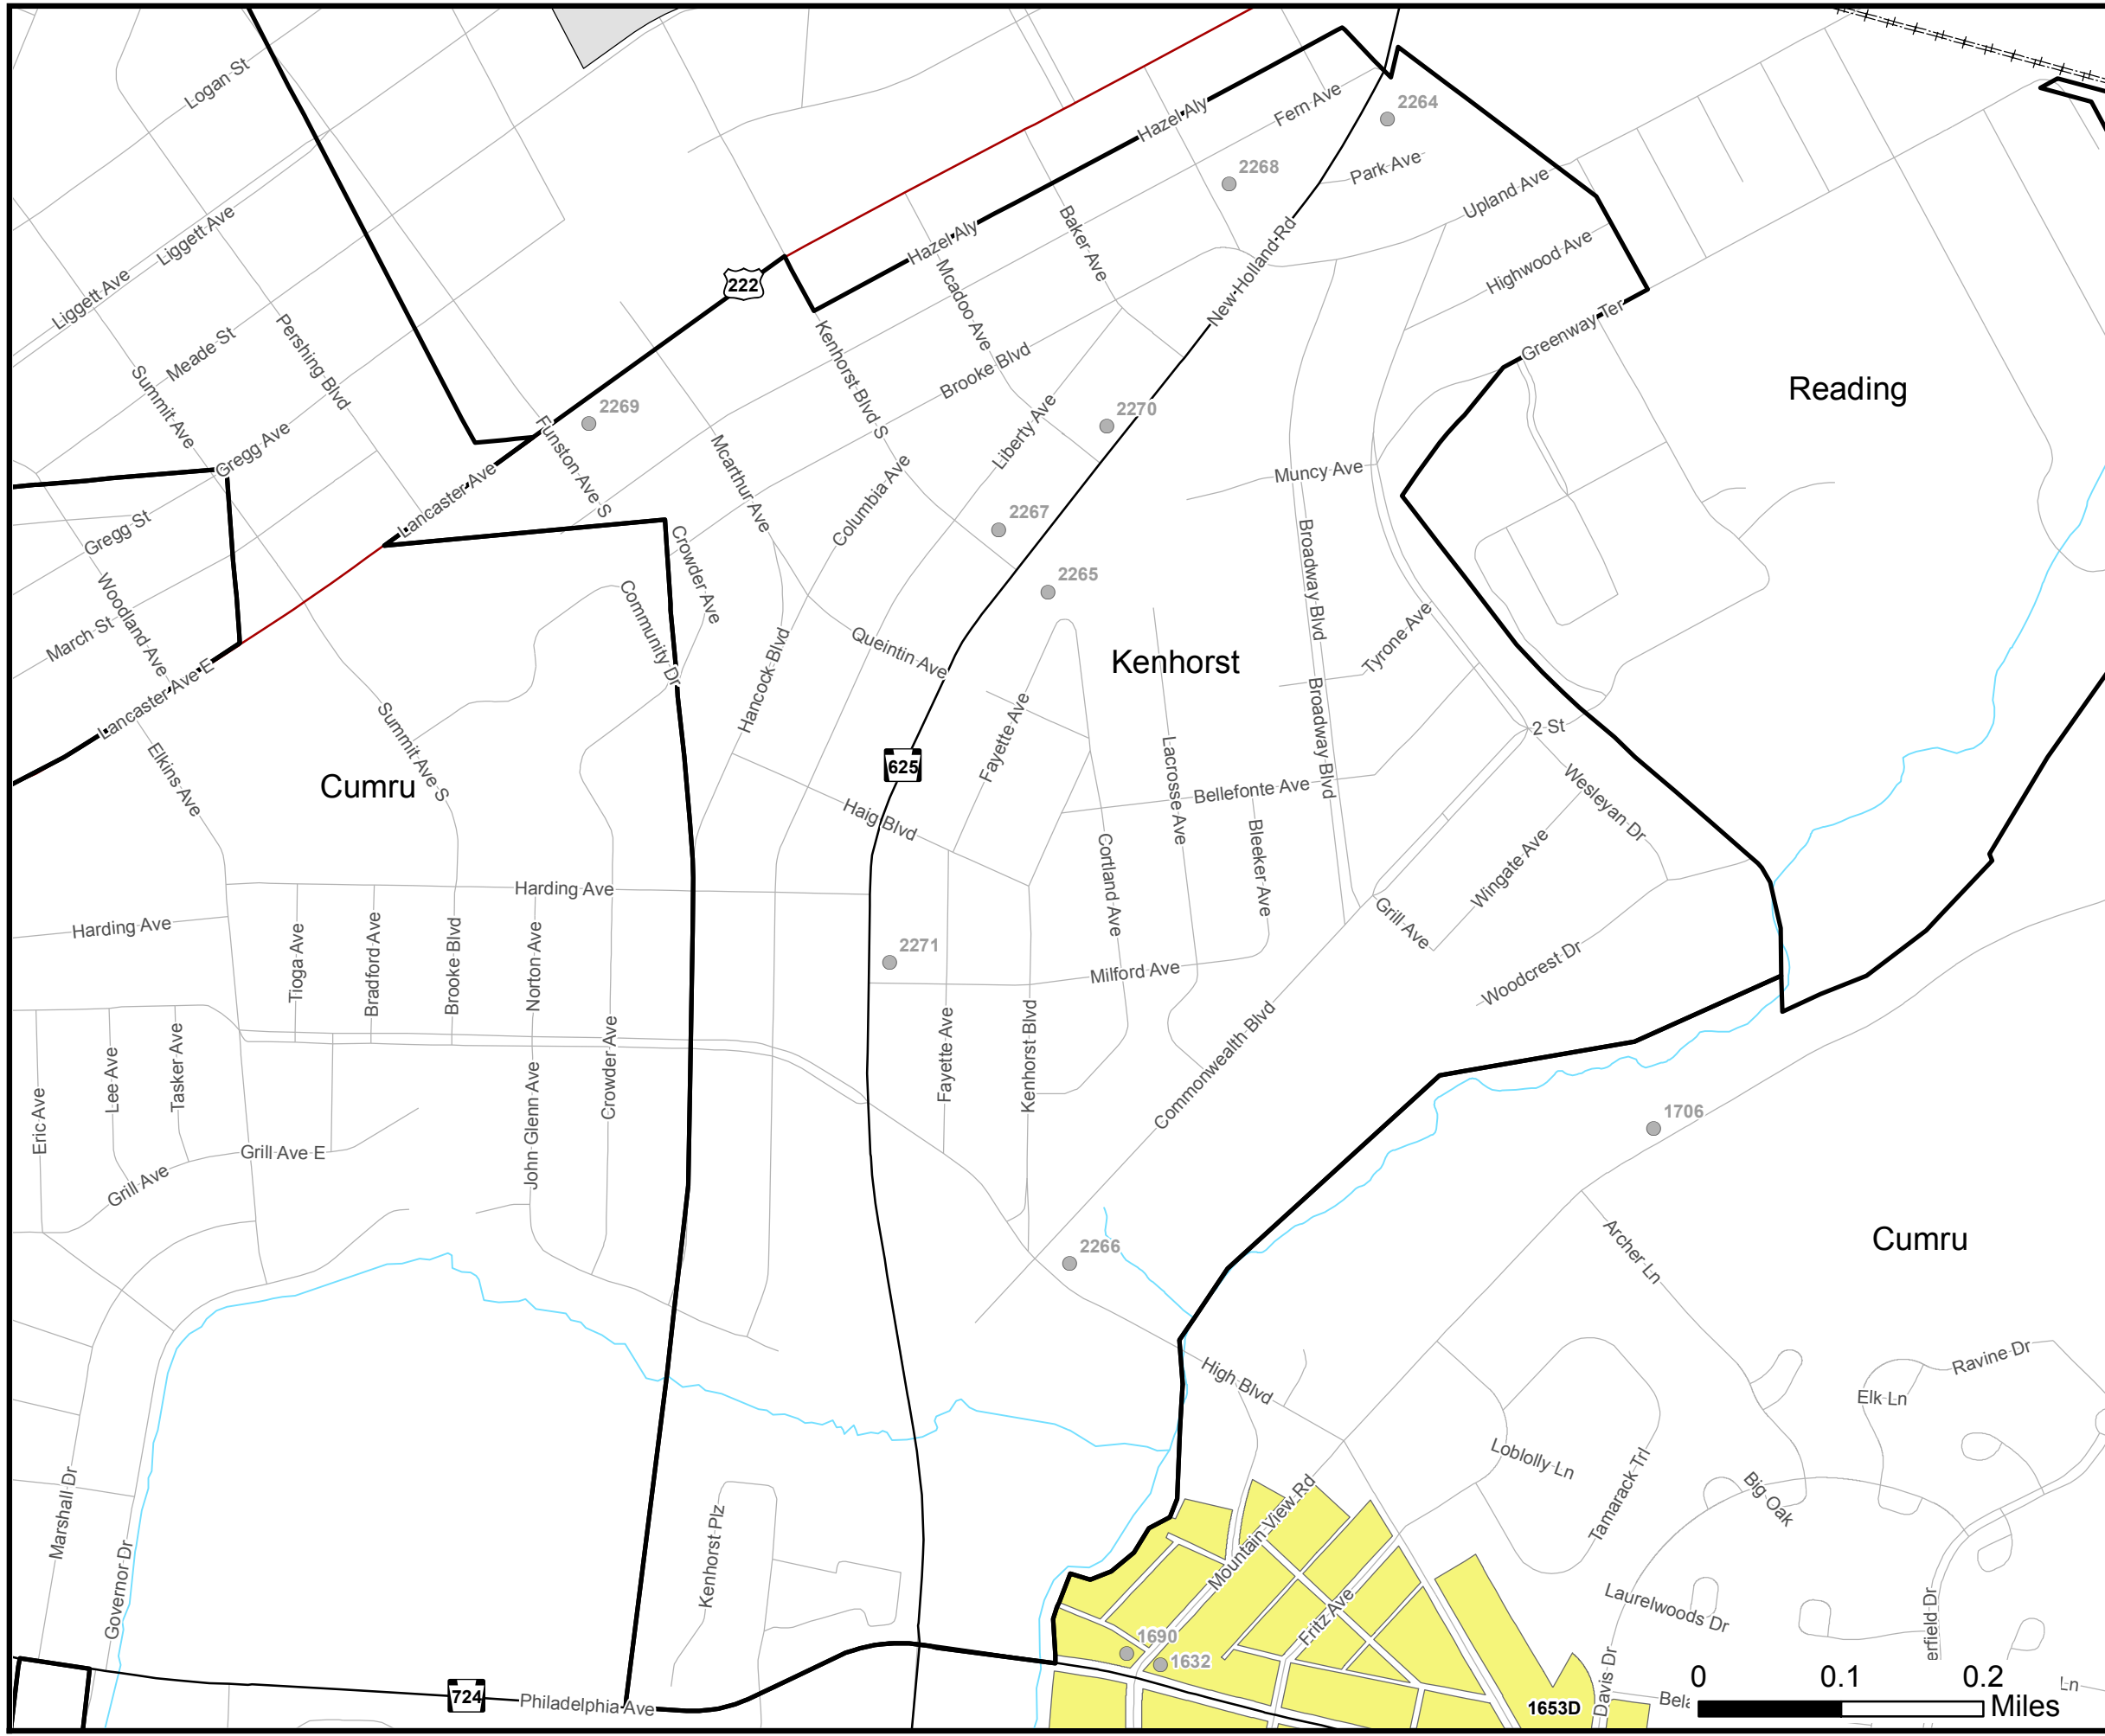 Logan St
2264
Hazel Aly
Fern Ave
2268
Park Ave
Upland Ave
Liggett Ave
Hazel Aly
Baker Ave
New Holland Rd
Highwood Ave
Liggett Ave
222
Mcadoo Ave
Greenway Ter
Meade St
Pershing Blvd
Kenhorst Blvd S
Brooke Blvd
Reading
Summit Ave
2269
2270
Gregg Ave
Funston Ave S
Liberty Ave
Lancaster Ave
Mcarthur Ave
Columbia Ave
Muncy Ave
Gregg St
2267
Crowder Ave
Broadway Blvd
Woodland Ave
Community Dr
2265
March St
Queintin Ave
Tyrone Ave
Kenhorst
Lancaster Ave E
Hancock Blvd
Summit Ave S
Fayette Ave
Lacrosse Ave
Broadway Blvd
2 St
Elkins Ave
625
Cumru
Bellefonte Ave
Wesleyan Dr
Haig Blvd
Cortland Ave
Bleeker Ave
Wingate Ave
Harding Ave
Harding Ave
Grill Ave
Tioga Ave
Bradford Ave
Brooke Blvd
Norton Ave
2271
Milford Ave
Woodcrest Dr
Eric Ave
Lee Ave
Tasker Ave
John Glenn Ave
Crowder Ave
Fayette Ave
Kenhorst Blvd
Commonwealth Blvd
1706
Grill Ave E
Grill Ave
2266
Archer Ln
Cumru
High Blvd
Ravine Dr
Elk Ln
Loblolly Ln
Tamarack Trl
Big Oak
Marshall Dr
Governor Dr
Kenhorst Plz
Mountain View Rd
Fritz Ave
Laurelwoods Dr
erfield Dr
1690
1632
Davis Dr
0 0.1 0.2
724
Philadelphia Ave
1653D
Bela
Miles
Ln